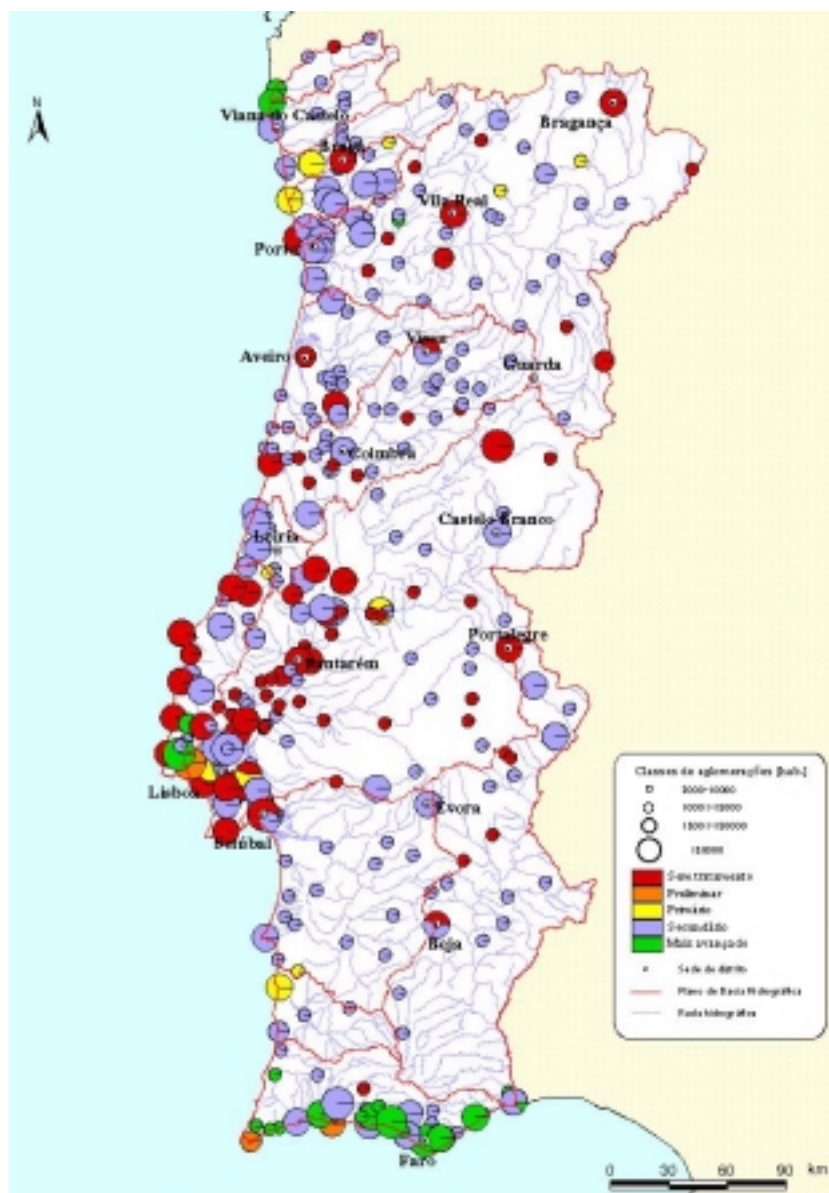 N
Viana do Castelo
Bragança
Braga
Vila Real
Porto
Viseu
Aveiro
Guarda
Coimbra
Castelo Branco
Leiria
Portalegre
Santarém
Lisboa
Évora
Setúbal
Beja
Faro
Classes de aglomerações [hab.]
Sem tratamento
Preliminar
Primário
Secundário
Mais avançado
Sede de distrito
Plano de Bacia Hidrográfica
Rede hidrográfica
0 30 60 90 km